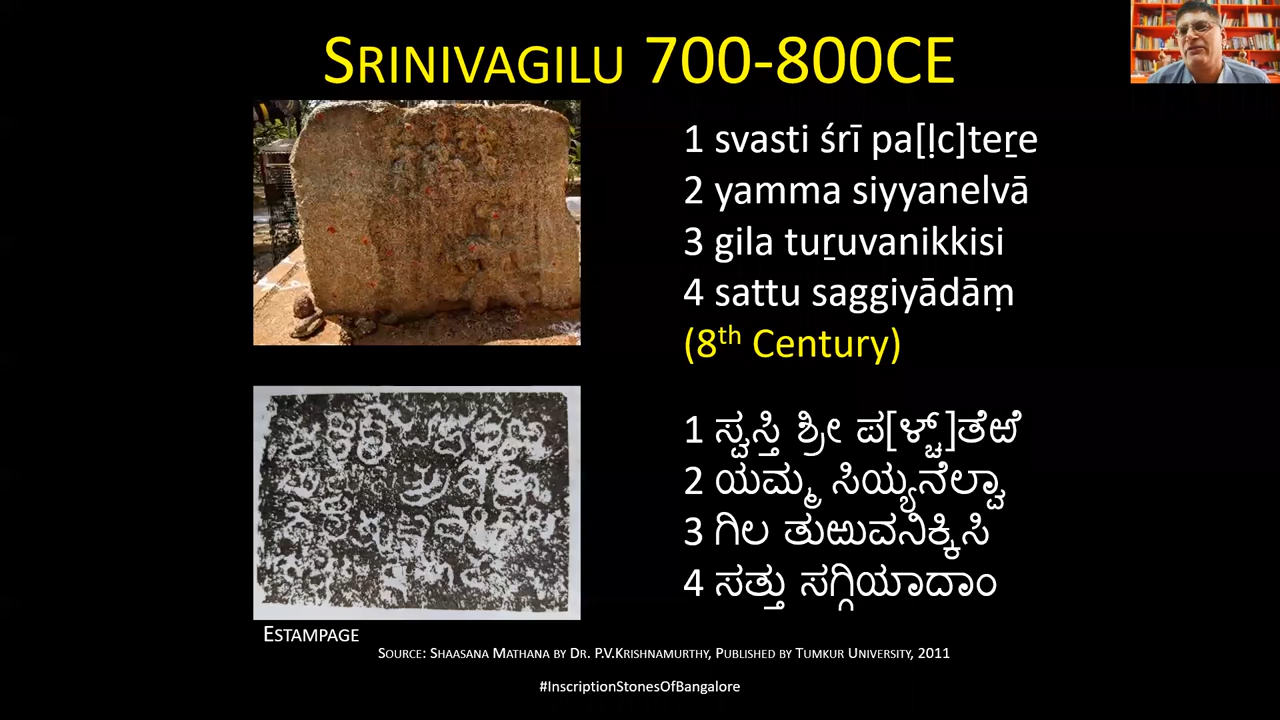 SRINIVAGILU 700-800CE
1 svasti śrī pa[ḷc]teṟe
2 yamma siyyanelvā
3 gila tuṟuvanikkisi
4 sattu saggiyādāṃ
(8th Century)
1 ಸ್ವಸ್ತಿ ಶ್ರೀ ಪ[ಳ್ಚ್]ತೆಱೆ
2 ಯಮ್ಮ ಸಿಯ್ಯನೆಲ್ವಾ
3 ಗಿಲ ತುಱುವನಿಕ್ಕಿಸಿ
4 ಸತ್ತು ಸಗ್ಗಿಯಾದಾಂ
ESTAMPAGE
SOURCE: SHAASANA MATHANA BY DR. P.V.KRISHNAMURTHY, PUBLISHED BY TUMKUR UNIVERSITY, 2011
#InscriptionStonesOfBangalore